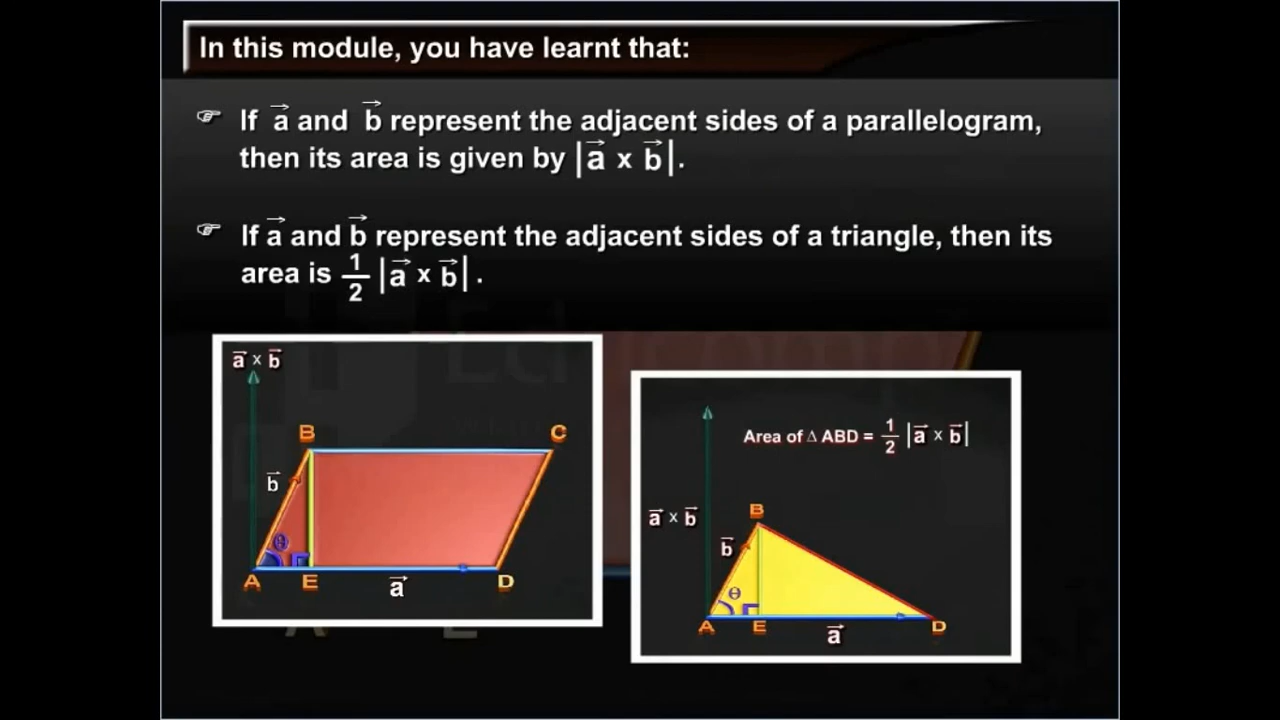 In this module, you have learnt that:
☞ If a⃗ and b⃗ represent the adjacent sides of a parallelogram,
then its area is given by |a⃗ x b⃗|.
☞ If a⃗ and b⃗ represent the adjacent sides of a triangle, then its
area is 1/2 |a⃗ x b⃗|.
a⃗ x b⃗
B C
b⃗
θ
A E D
a⃗
Area of Δ ABD = 1/2 |a⃗ x b⃗|
a⃗ x b⃗
B
b⃗
θ
A E D
a⃗